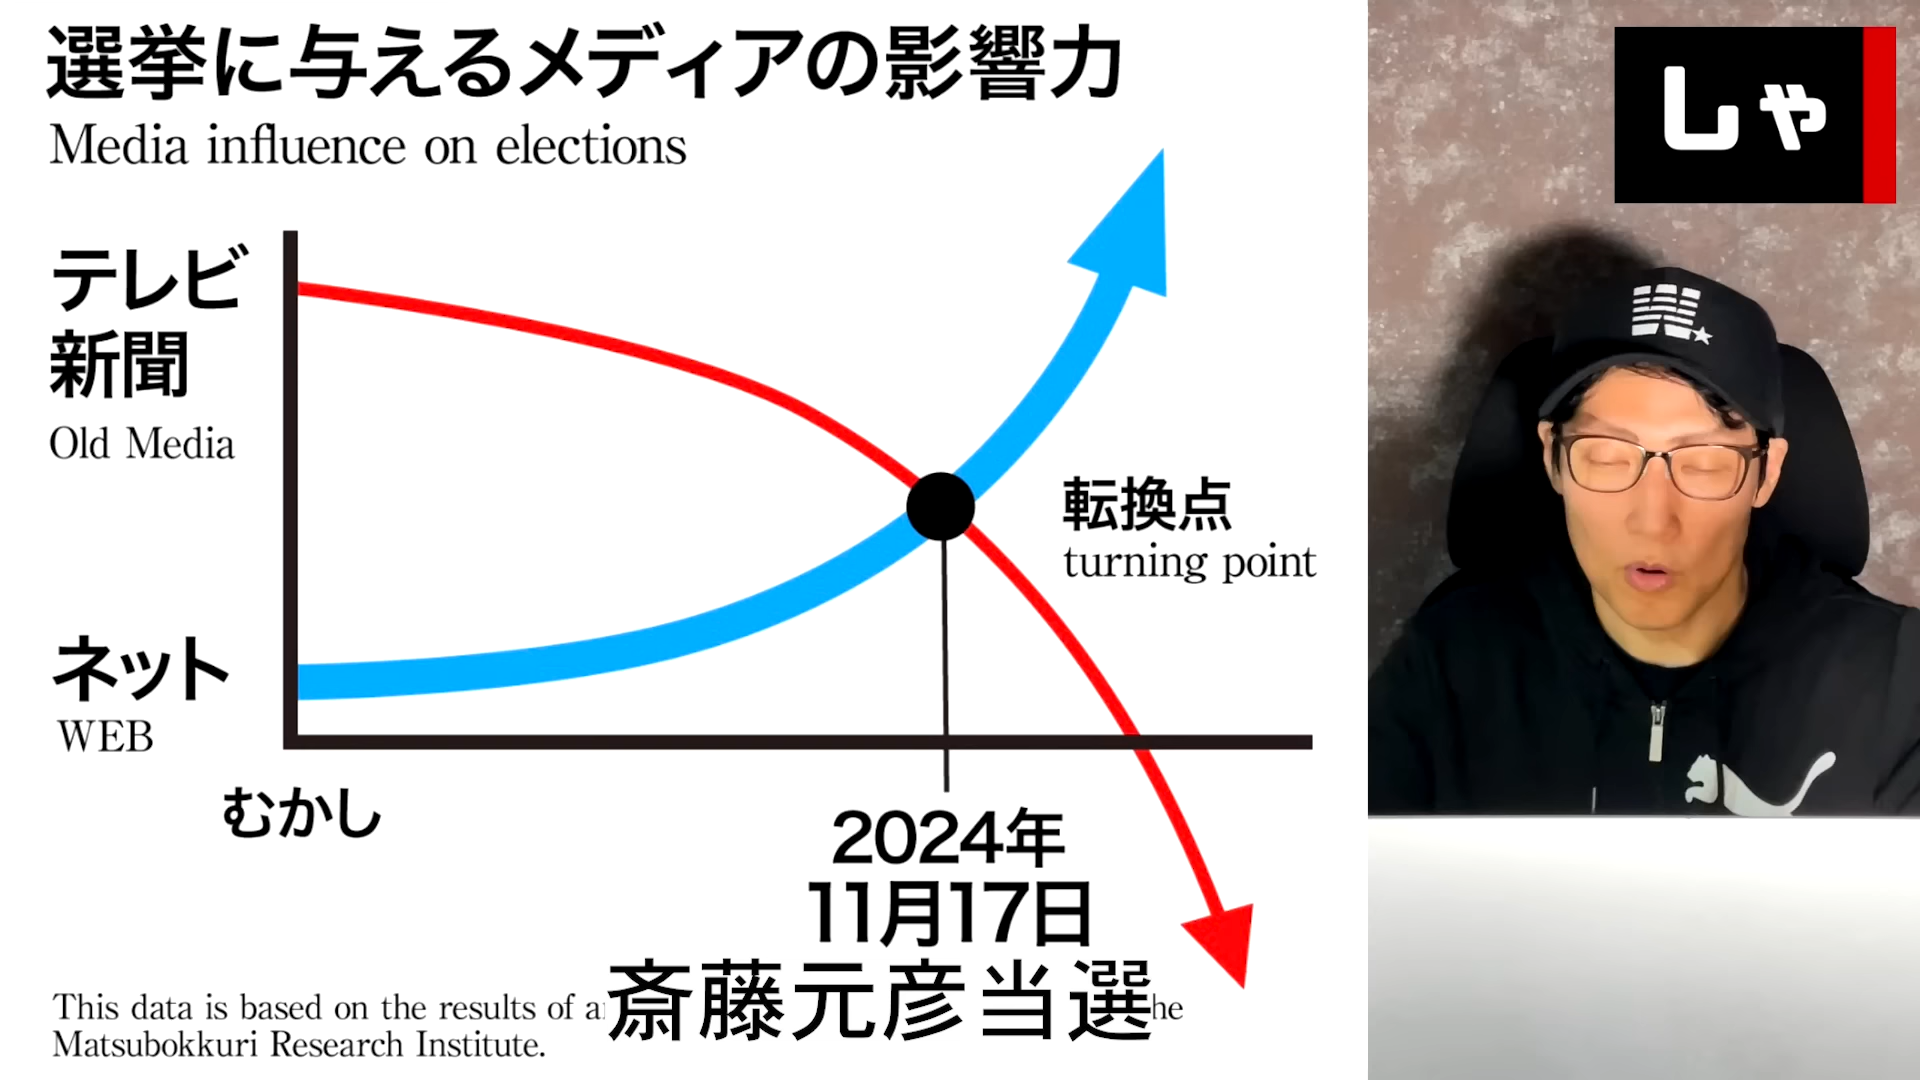 選挙に与えるメディアの影響力
Media influence on elections
テレビ
新聞
Old Media
ネット
WEB
むかし
転換点
turning point
2024年
11月17日
斎藤元彦当選
This data is based on the results of
Matsubokkuri Research Institute.
しゃ
W